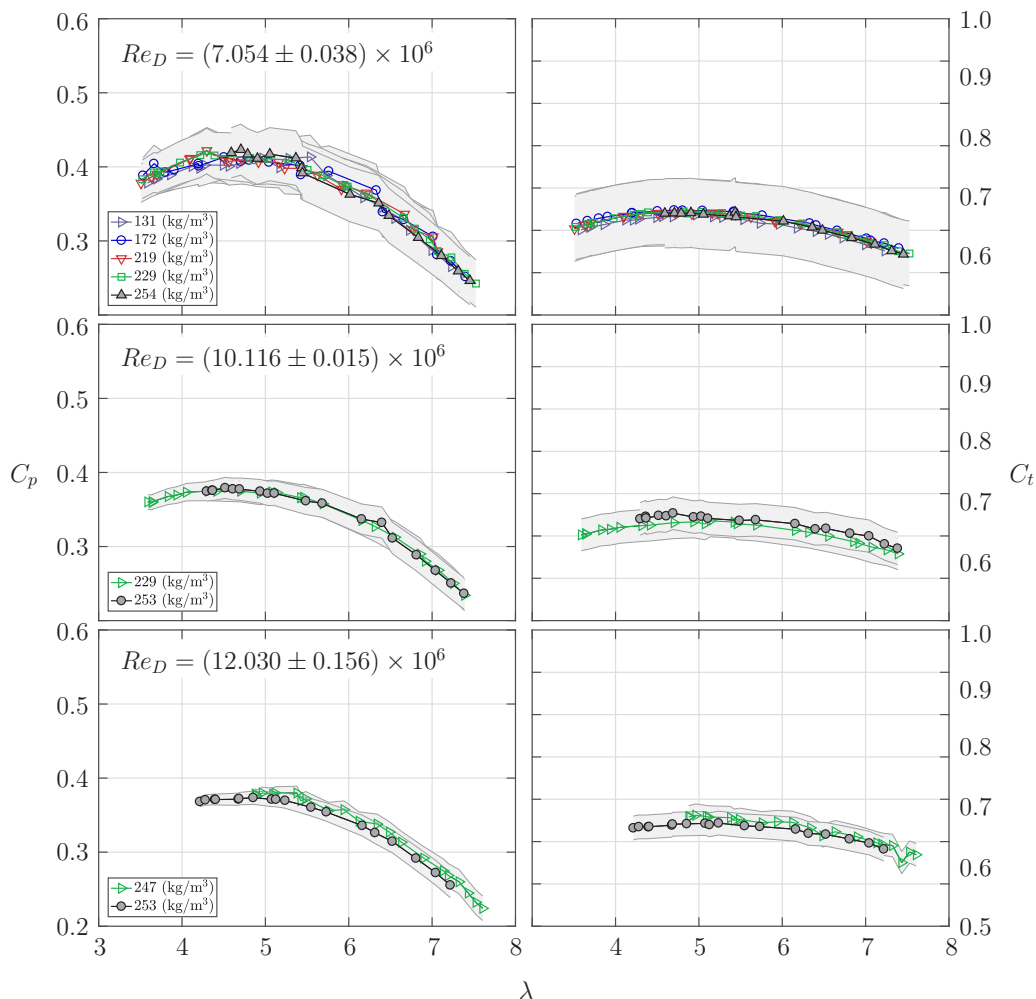 Re_D = (7.054 ± 0.038) × 10^6
0.6
0.5
0.4
0.3
131 (kg/m^3)
172 (kg/m^3)
219 (kg/m^3)
229 (kg/m^3)
254 (kg/m^3)
1.0
0.9
0.8
0.7
0.6
Re_D = (10.116 ± 0.015) × 10^6
0.6
0.5
0.4
0.3
C_p
229 (kg/m^3)
253 (kg/m^3)
1.0
0.9
0.8
0.7
0.6
C_t
Re_D = (12.030 ± 0.156) × 10^6
0.6
0.5
0.4
0.3
0.2
247 (kg/m^3)
253 (kg/m^3)
1.0
0.9
0.8
0.7
0.6
0.5
3 4 5 6 7 8
4 5 6 7 8
λ